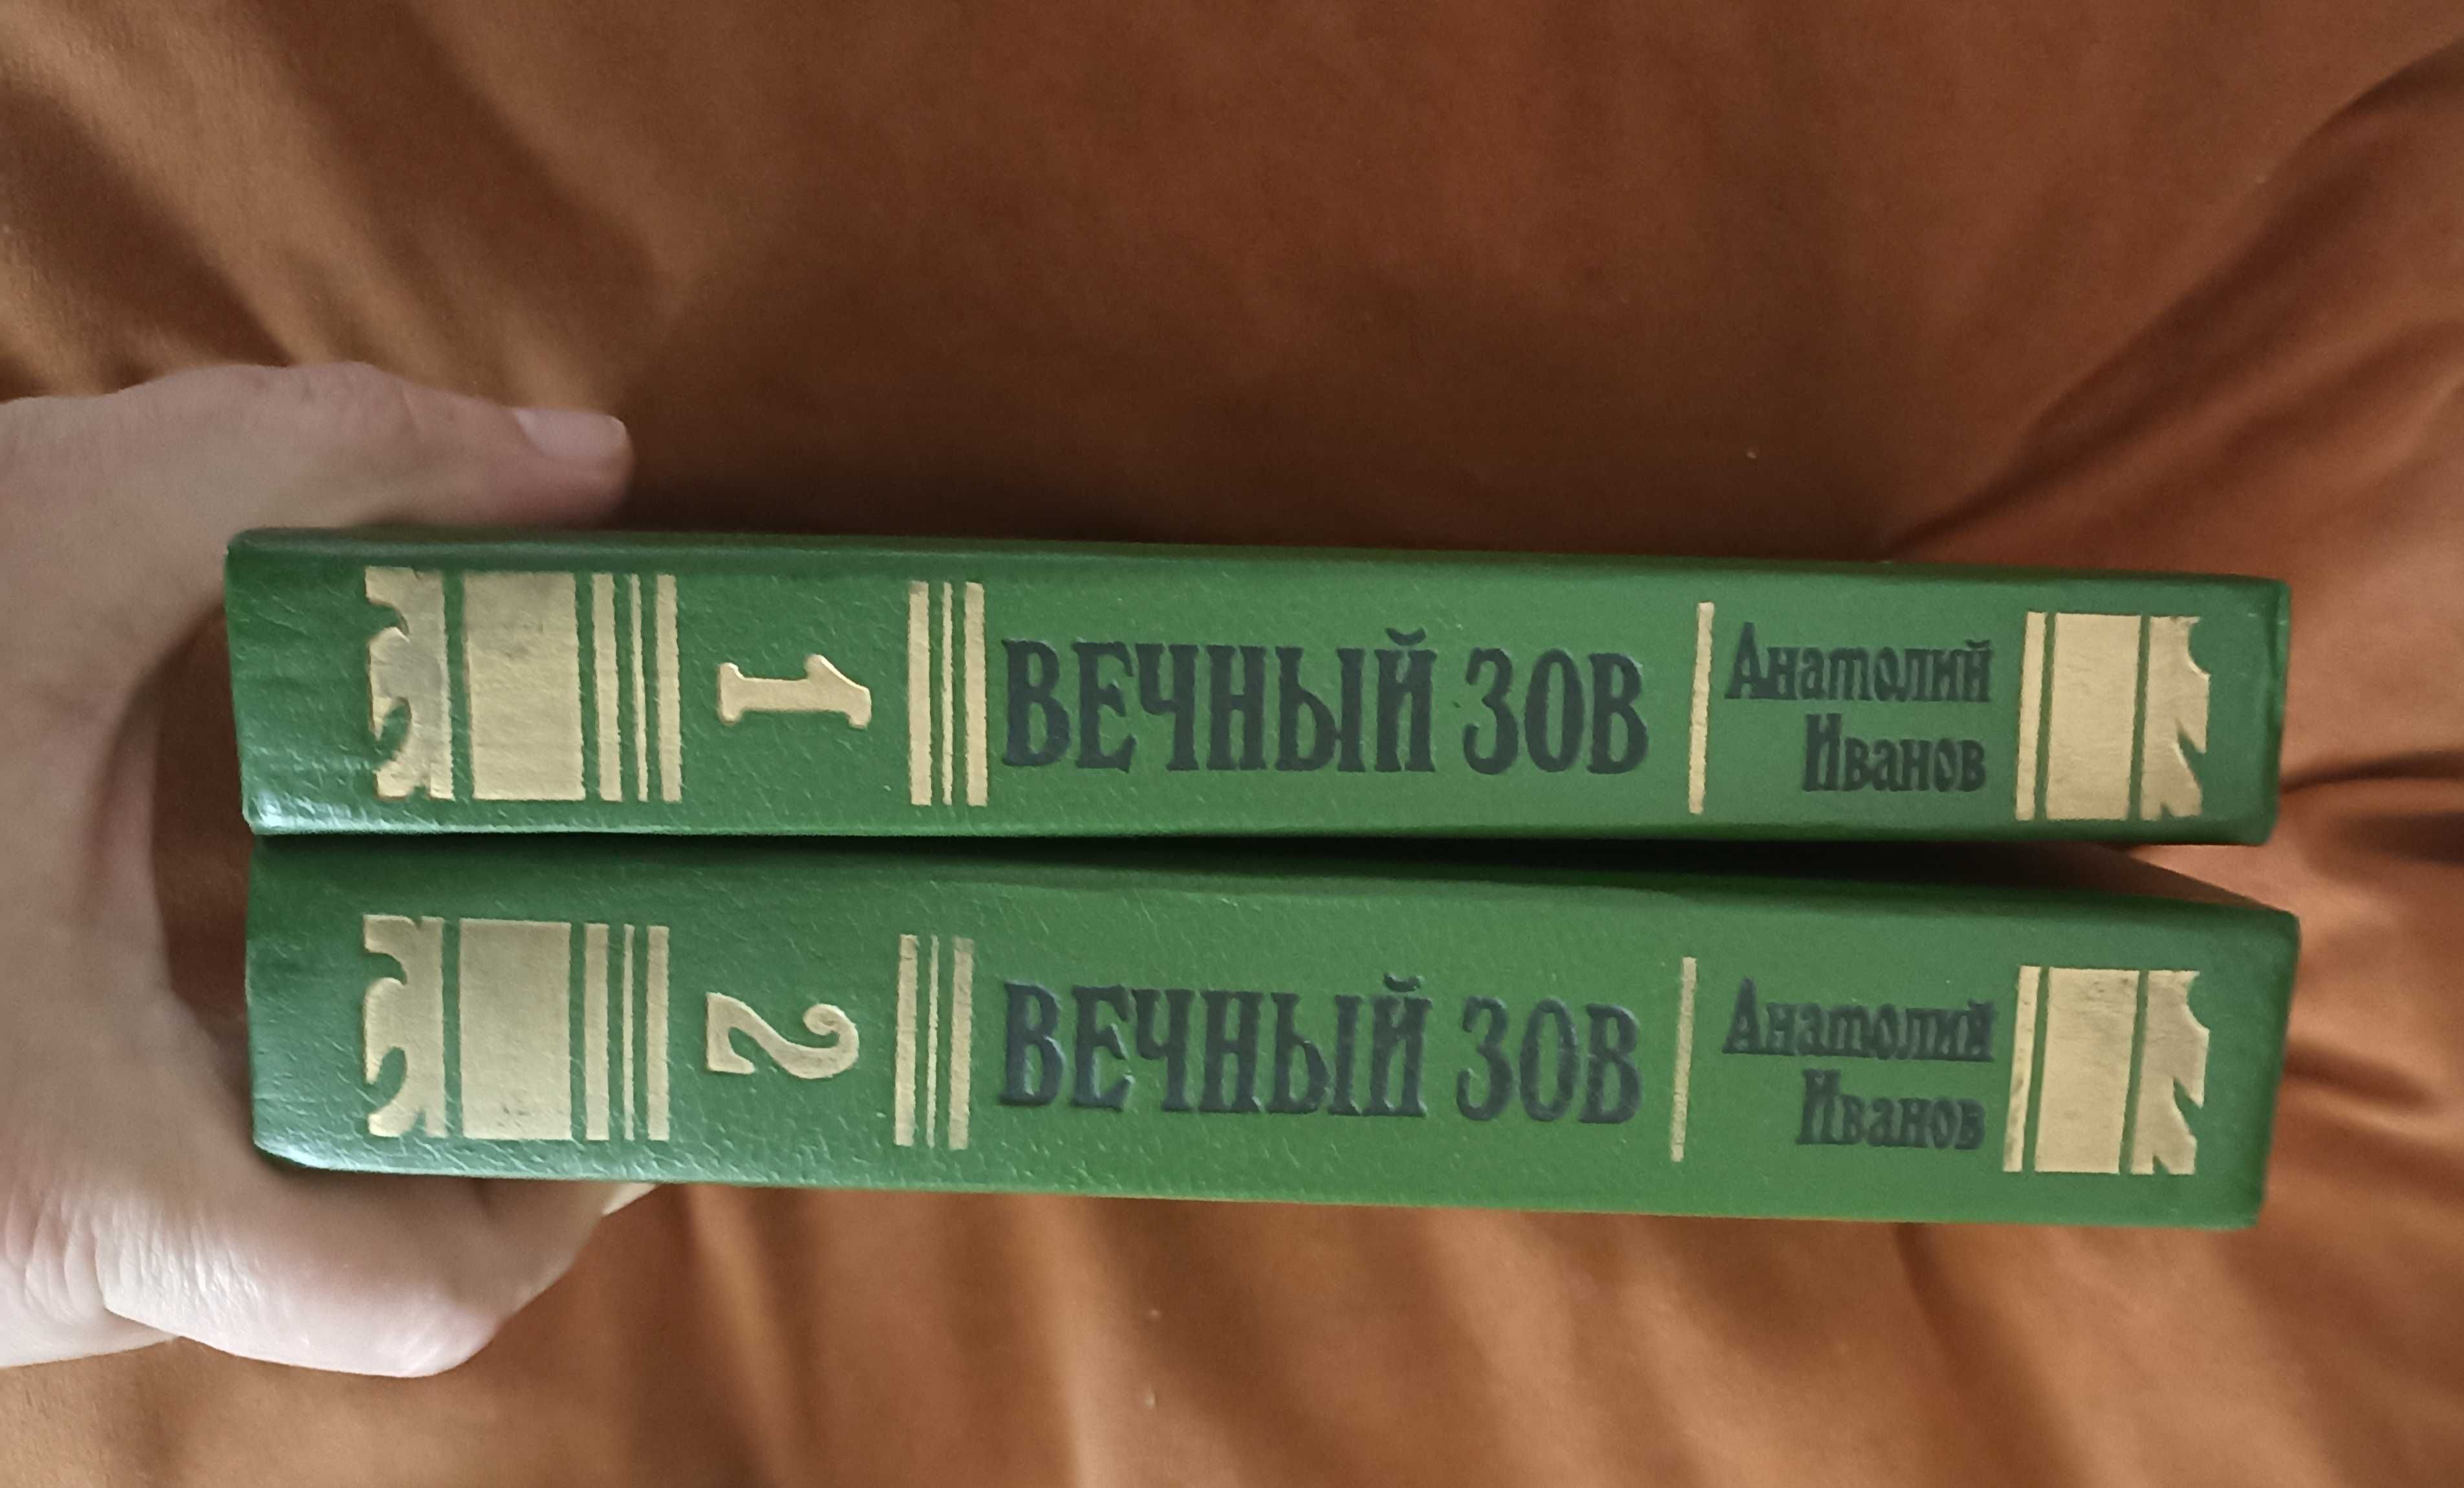 1
ВЕЧНЫЙ ЗОВ
Анатолий
Иванов
2
ВЕЧНЫЙ ЗОВ
Анатолий
Иванов